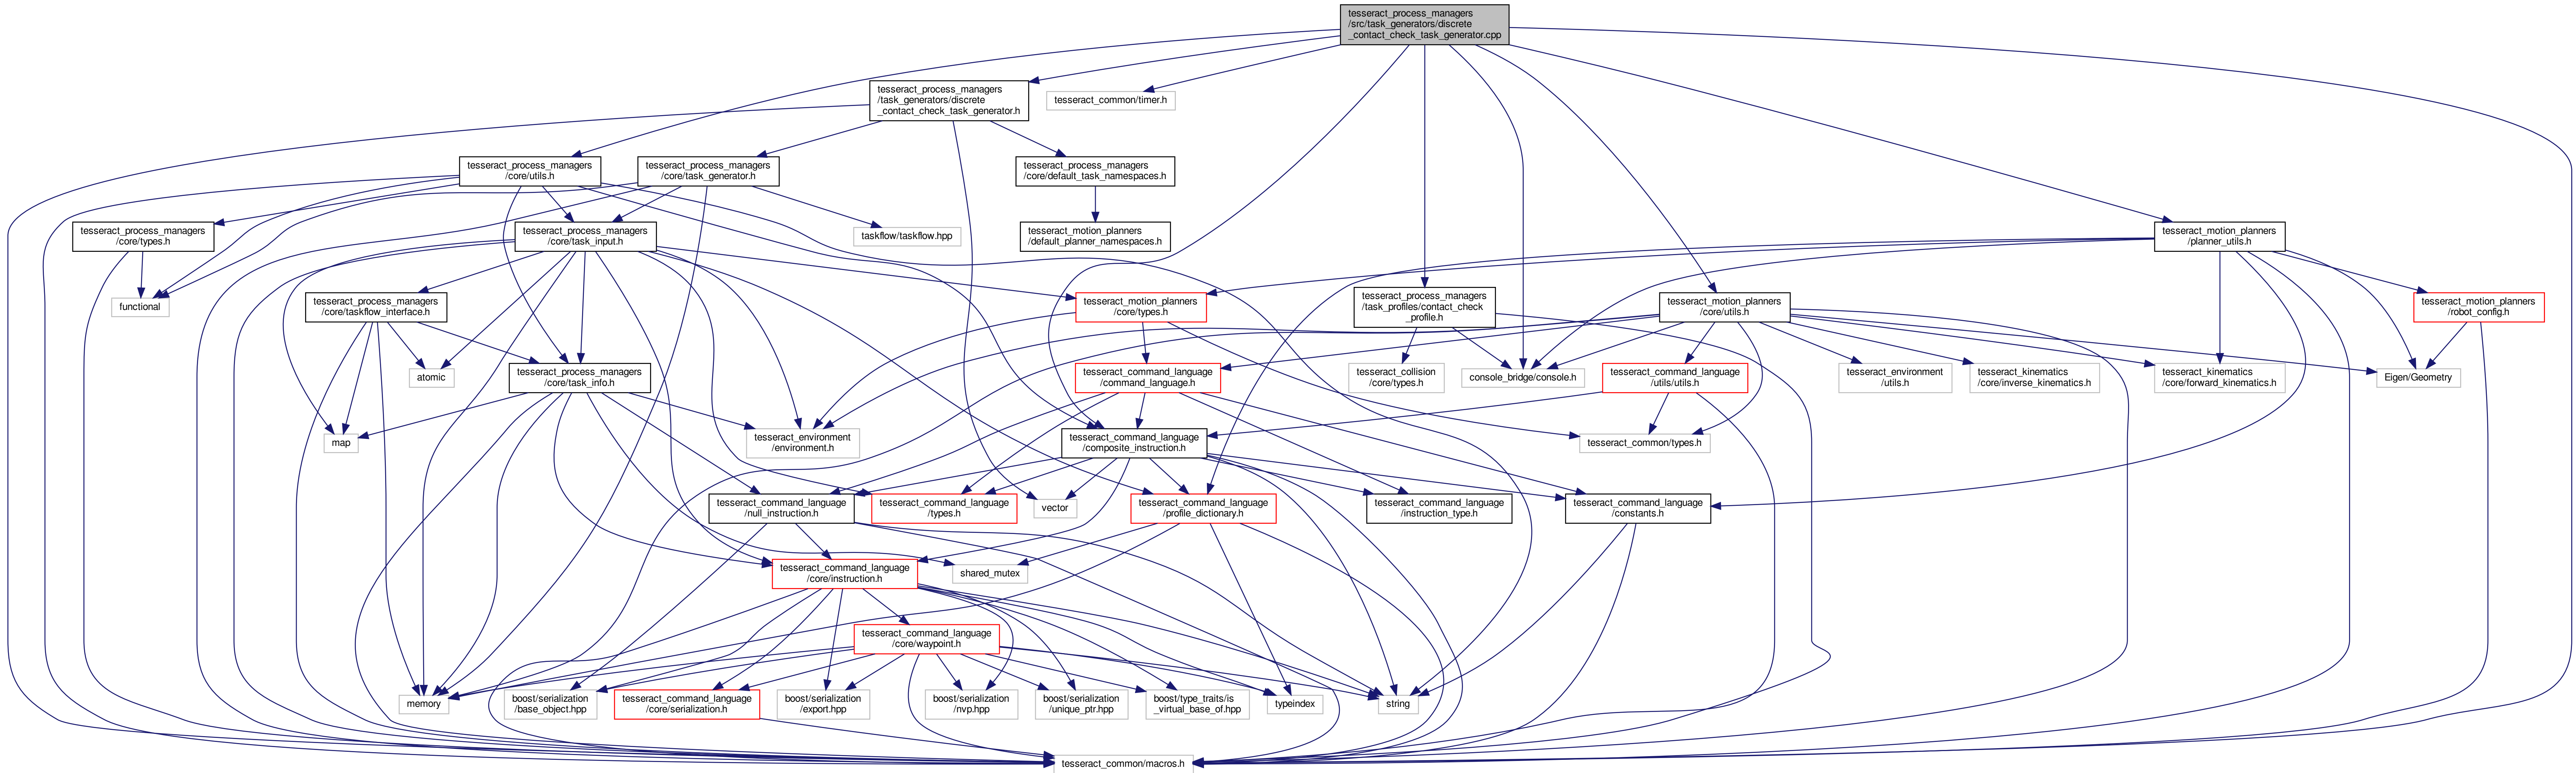 tesseract_process_managers
/src/task_generators/discrete
_contact_check_task_generator.cpp
tesseract_process_managers
/task_generators/discrete
_contact_check_task_generator.h
tesseract_common/timer.h
tesseract_process_managers
/core/utils.h
tesseract_process_managers
/core/task_generator.h
tesseract_process_managers
/core/default_task_namespaces.h
tesseract_process_managers
/core/types.h
tesseract_process_managers
/core/task_input.h
taskflow/taskflow.hpp
tesseract_motion_planners
/default_planner_namespaces.h
tesseract_motion_planners
/planner_utils.h
functional
tesseract_process_managers
/core/taskflow_interface.h
tesseract_motion_planners
/core/types.h
tesseract_process_managers
/task_profiles/contact_check
_profile.h
tesseract_motion_planners
/core/utils.h
tesseract_motion_planners
/robot_config.h
atomic
tesseract_process_managers
/core/task_info.h
tesseract_command_language
/command_language.h
tesseract_collision
/core/types.h
console_bridge/console.h
tesseract_command_language
/utils/utils.h
tesseract_environment
/utils.h
tesseract_kinematics
/core/inverse_kinematics.h
tesseract_kinematics
/core/forward_kinematics.h
Eigen/Geometry
map
tesseract_environment
/environment.h
tesseract_command_language
/composite_instruction.h
tesseract_common/types.h
tesseract_command_language
/null_instruction.h
tesseract_command_language
/types.h
vector
tesseract_command_language
/profile_dictionary.h
tesseract_command_language
/instruction_type.h
tesseract_command_language
/constants.h
tesseract_command_language
/core/instruction.h
shared_mutex
tesseract_command_language
/core/waypoint.h
memory
boost/serialization
/base_object.hpp
tesseract_command_language
/core/serialization.h
boost/serialization
/export.hpp
boost/serialization
/nvp.hpp
boost/serialization
/unique_ptr.hpp
boost/type_traits/is
_virtual_base_of.hpp
typeindex
string
tesseract_common/macros.h